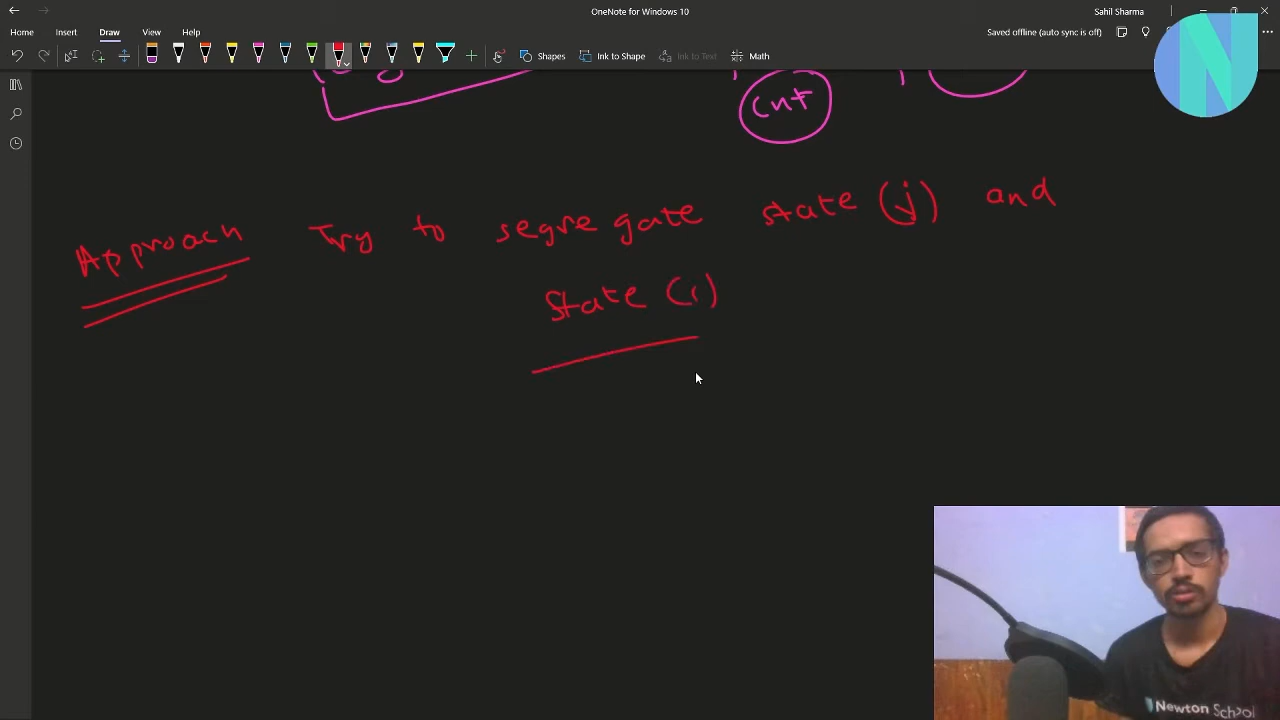 OneNote for Windows 10
Sahil Sharma
Home Insert Draw View Help
Saved offline (auto sync is off)
Shapes Ink to Shape Ink to Text Math
cnt
Approach Try to segregate state (j) and
state (i)
Newton School